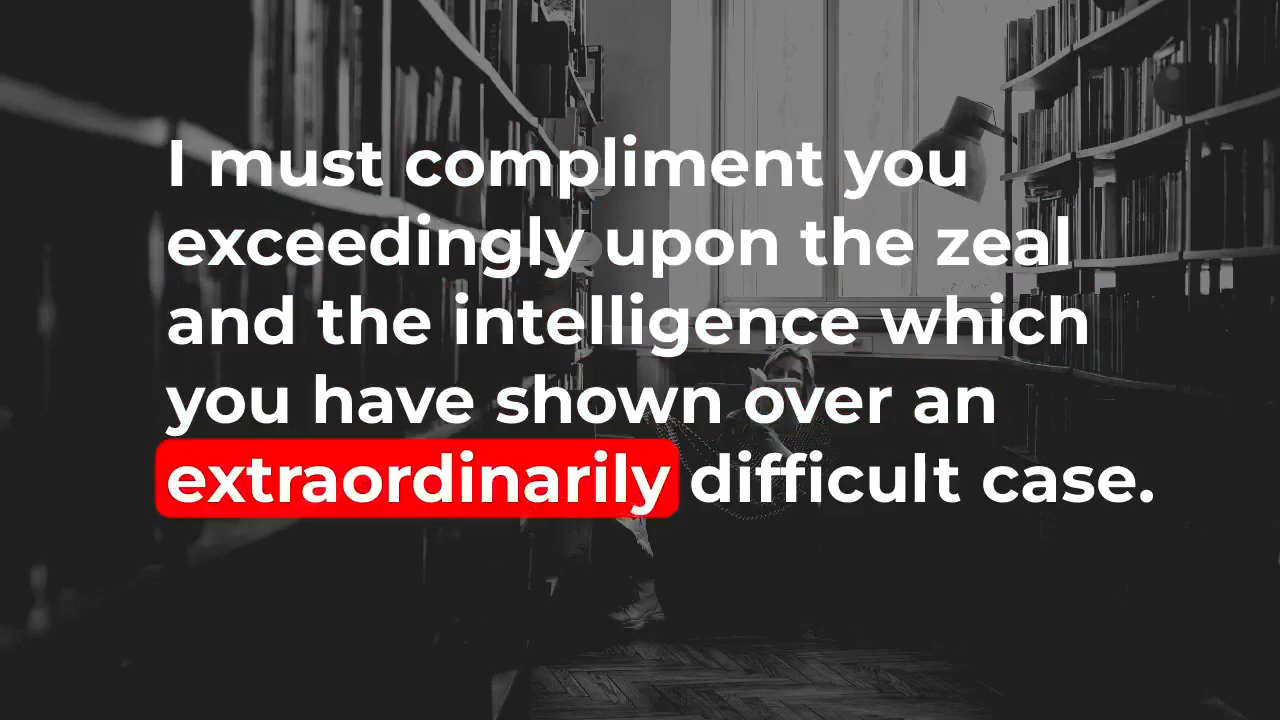 I must compliment you
exceedingly upon the zeal
and the intelligence which
you have shown over an
extraordinarily difficult case.